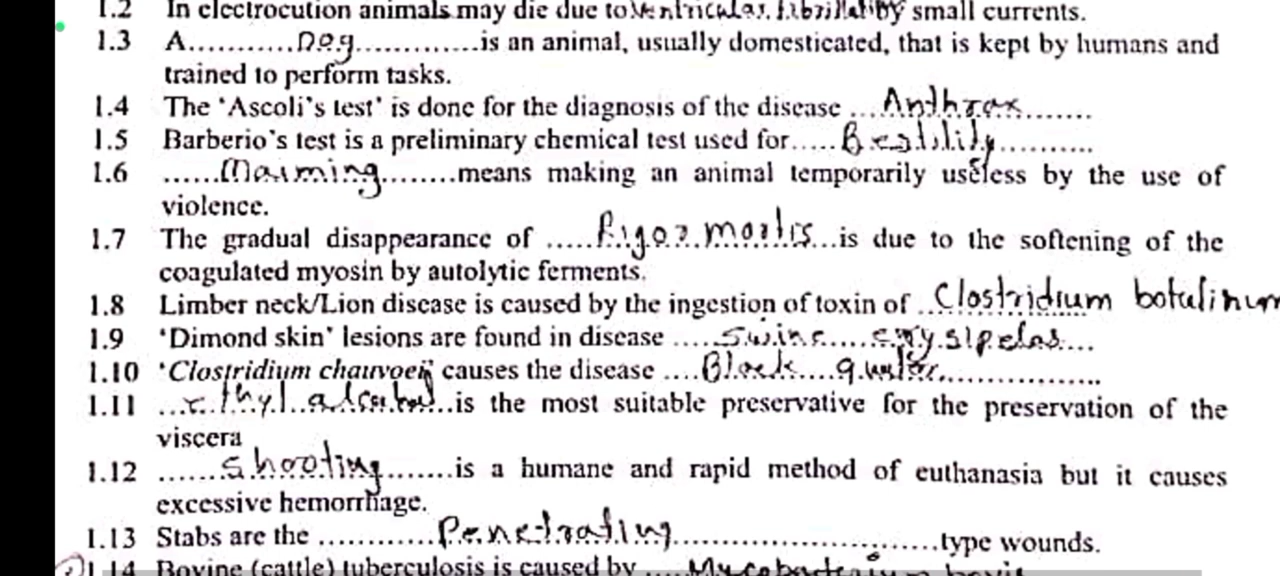 1.2 In electrocution animals may die due to Ventricular fibrillati by small currents.
1.3 A...........Dog.............is an animal, usually domesticated, that is kept by humans and
trained to perform tasks.
1.4 The 'Ascoli's test' is done for the diagnosis of the disease ...Anthrax.......
1.5 Barberio's test is a preliminary chemical test used for.....Bestility..........
1.6 ......Maiming........means making an animal temporarily useless by the use of
violence.
1.7 The gradual disappearance of .....Rigor mortis...is due to the softening of the
coagulated myosin by autolytic ferments.
1.8 Limber neck/Lion disease is caused by the ingestion of toxin of ..Clostridium botulinum
1.9 'Dimond skin' lesions are found in disease .....swine....erysipelas....
1.10 'Clostridium chauvoeii' causes the disease ....Black....quarter................
1.11 ...ethyl alcohol..is the most suitable preservative for the preservation of the
viscera
1.12 .......shooting.......is a humane and rapid method of euthanasia but it causes
excessive hemorrhage.
1.13 Stabs are the ............Penetrating..........................type wounds.
1.14 Bovine (cattle) tuberculosis is caused by ....Mycobacterium bovis